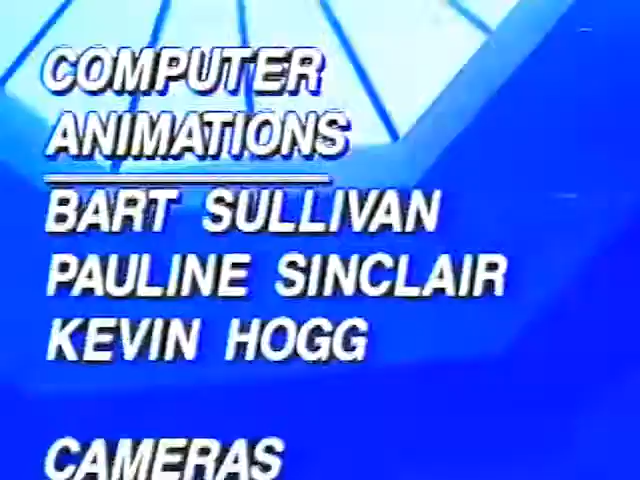 COMPUTER
ANIMATIONS
BART SULLIVAN
PAULINE SINCLAIR
KEVIN HOGG
CAMERAS